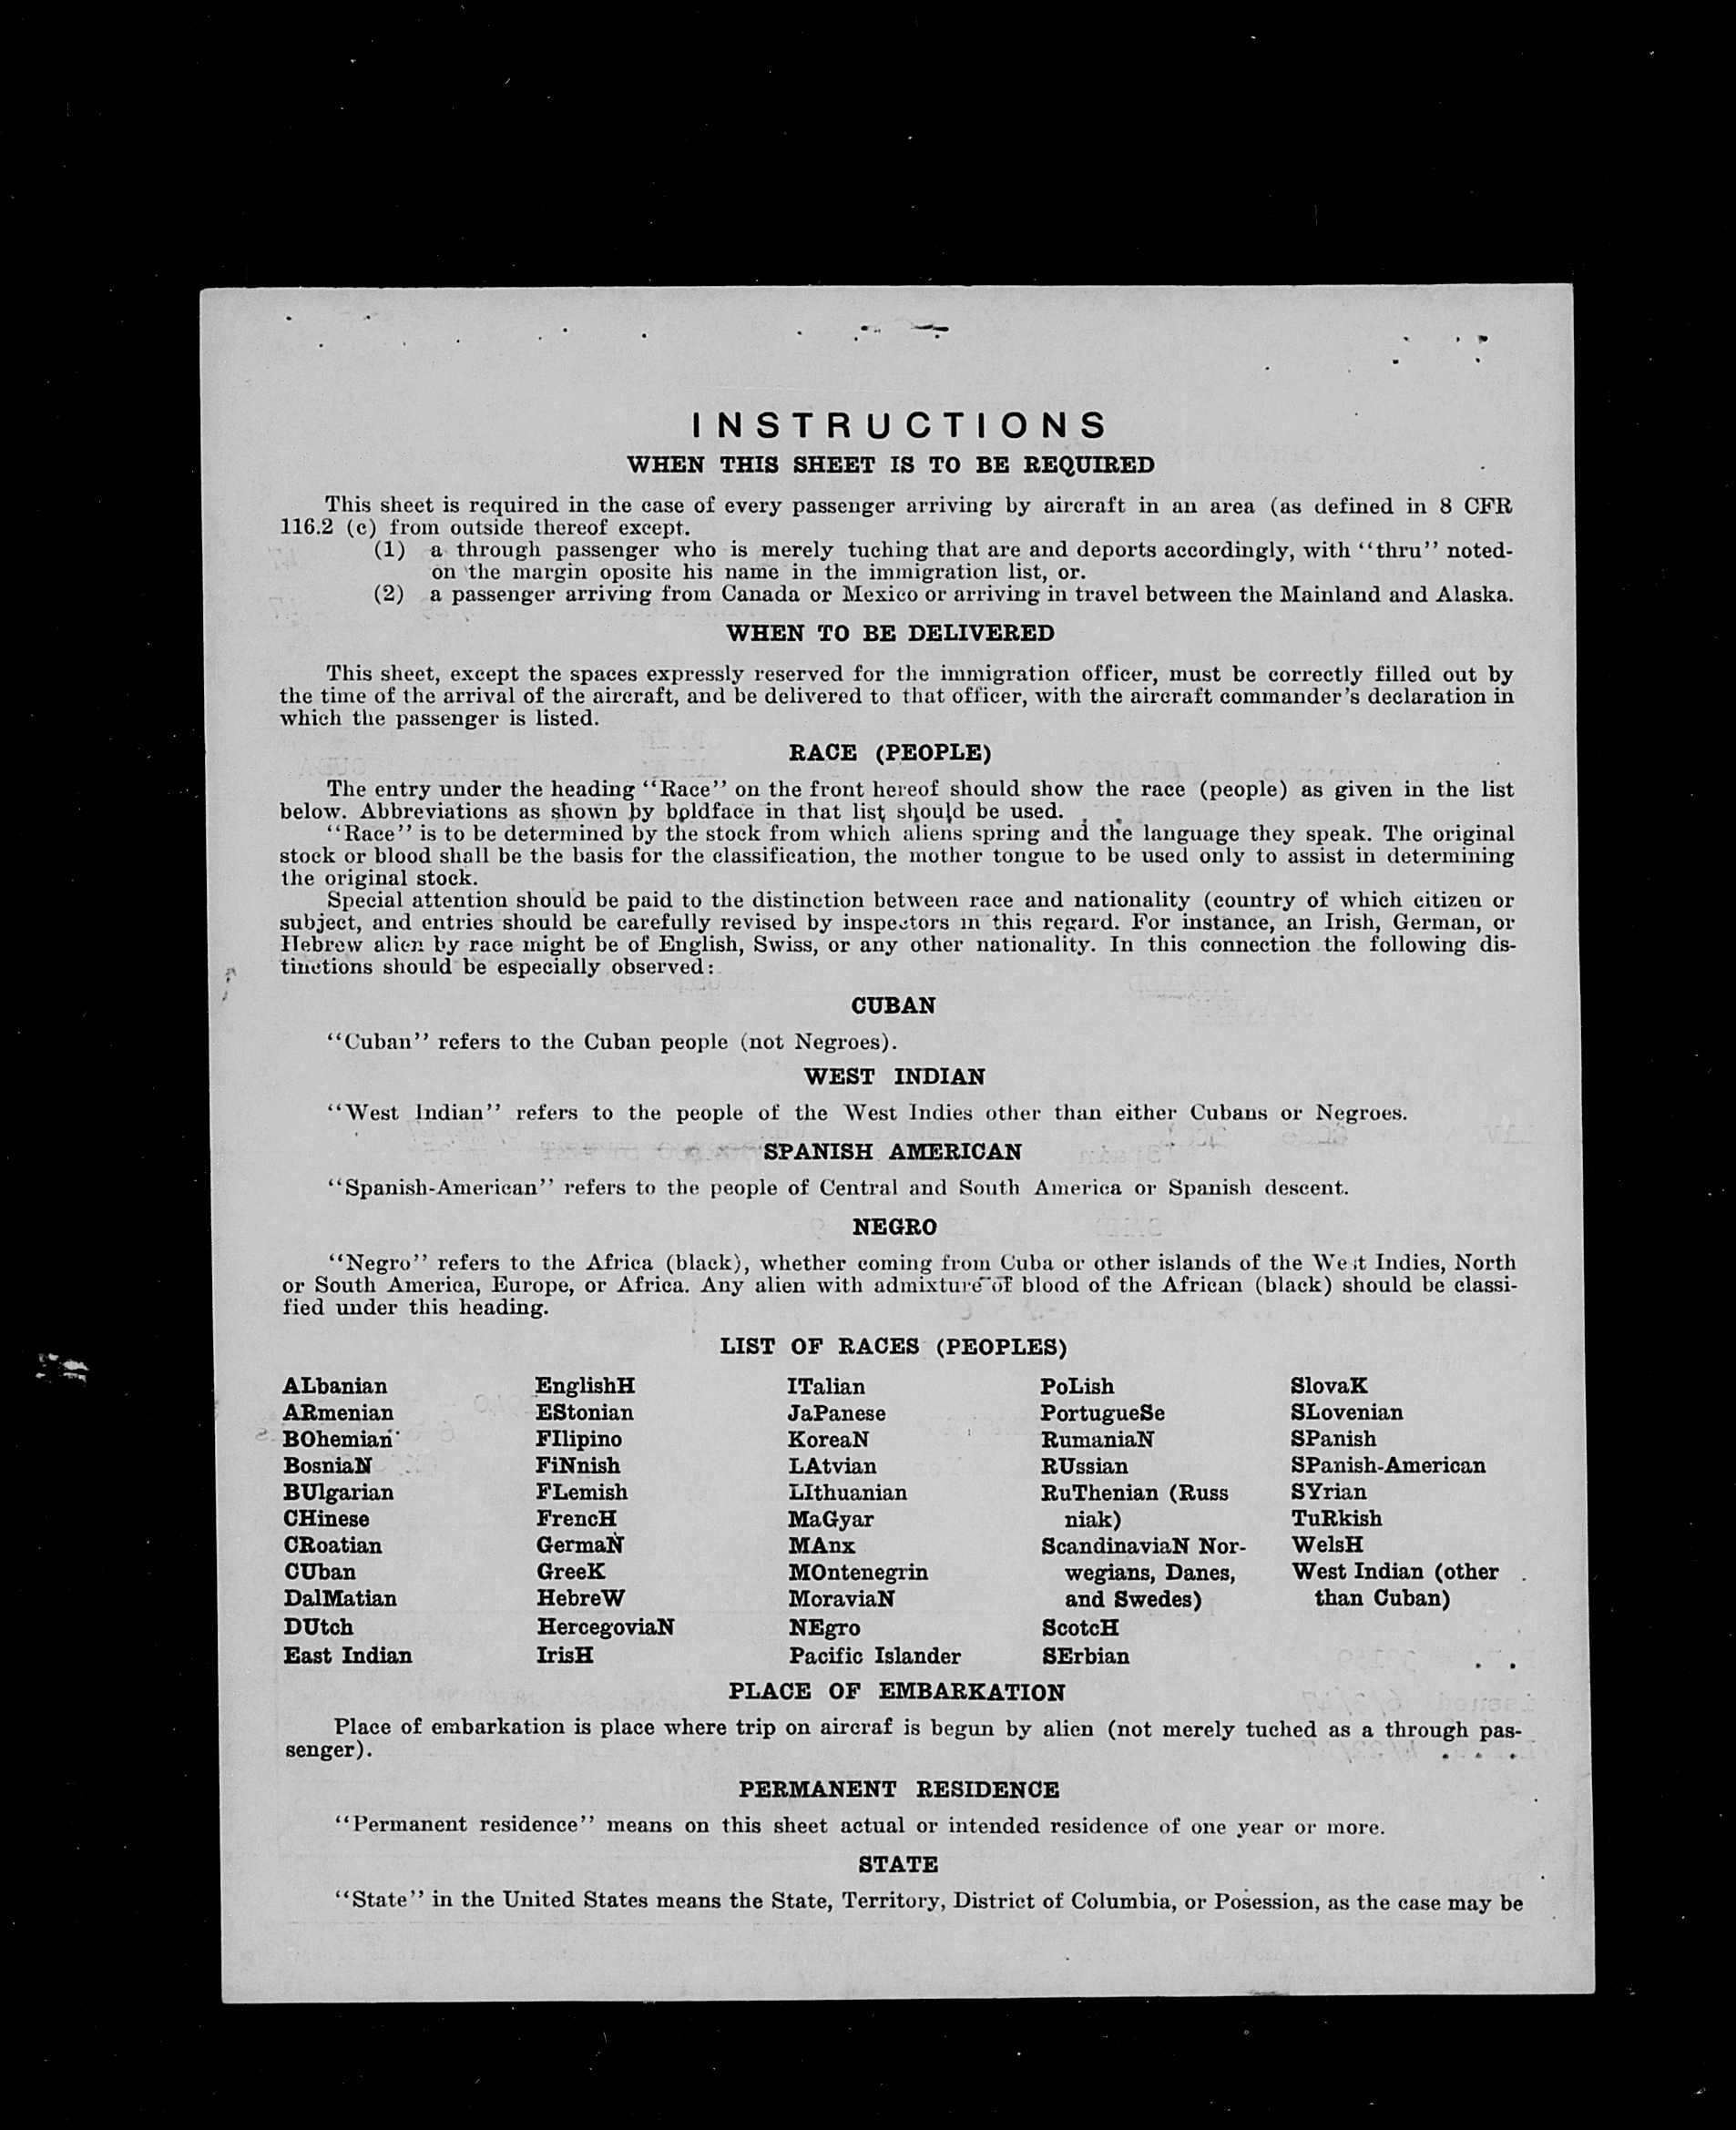 INSTRUCTIONS
WHEN THIS SHEET IS TO BE REQUIRED
This sheet is required in the case of every passenger arriving by aircraft in an area (as defined in 8 CFR
116.2 (c) from outside thereof except.
(1) a through passenger who is merely tuching that are and deports accordingly, with "thru" noted-
on the margin oposite his name in the immigration list, or.
(2) a passenger arriving from Canada or Mexico or arriving in travel between the Mainland and Alaska.
WHEN TO BE DELIVERED
This sheet, except the spaces expressly reserved for the immigration officer, must be correctly filled out by
the time of the arrival of the aircraft, and be delivered to that officer, with the aircraft commander's declaration in
which the passenger is listed.
RACE (PEOPLE)
The entry under the heading "Race" on the front hereof should show the race (people) as given in the list
below. Abbreviations as shown by boldface in that list should be used.
"Race" is to be determined by the stock from which aliens spring and the language they speak. The original
stock or blood shall be the basis for the classification, the mother tongue to be used only to assist in determining
the original stock.
Special attention should be paid to the distinction between race and nationality (country of which citizen or
subject, and entries should be carefully revised by inspectors in this regard. For instance, an Irish, German, or
Hebrew alien by race might be of English, Swiss, or any other nationality. In this connection the following dis-
tinctions should be especially observed:
CUBAN
"Cuban" refers to the Cuban people (not Negroes).
WEST INDIAN
"West Indian" refers to the people of the West Indies other than either Cubans or Negroes.
SPANISH AMERICAN
"Spanish-American" refers to the people of Central and South America or Spanish descent.
NEGRO
"Negro" refers to the Africa (black), whether coming from Cuba or other islands of the West Indies, North
or South America, Europe, or Africa. Any alien with admixture of blood of the African (black) should be classi-
fied under this heading.
LIST OF RACES (PEOPLES)
ALbanian EnglishH ITalian PoLish SlovaK
ARmenian EStonian JaPanese PortugueSe SLovenian
BOhemian FIlipino KoreaN RumaniaN SPanish
BosniaN FiNnish LAtvian RUssian SPanish-American
BUlgarian FLemish LIthuanian RuThenian (Russ SYrian
CHinese FrencH MaGyar niak) TuRkish
CRoatian GermaN MAnx ScandinaviaN Nor- WelsH
CUban GreeK MOntenegrin wegians, Danes, West Indian (other
DalMatian HebreW MoraviaN and Swedes) than Cuban)
DUtch HercegoviaN NEgro ScotcH
East Indian IrisH Pacific Islander SErbian
PLACE OF EMBARKATION
Place of embarkation is place where trip on aircraf is begun by alien (not merely tuched as a through pas-
senger).
PERMANENT RESIDENCE
"Permanent residence" means on this sheet actual or intended residence of one year or more.
STATE
"State" in the United States means the State, Territory, District of Columbia, or Posession, as the case may be